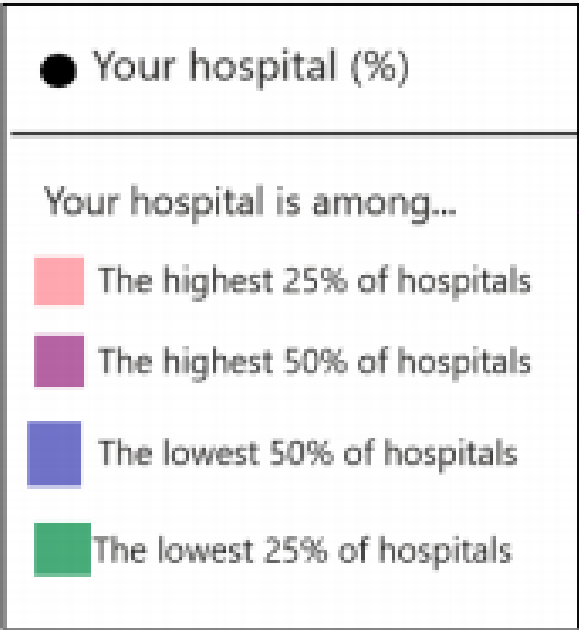 Your hospital (%)
Your hospital is among...
The highest 25% of hospitals
The highest 50% of hospitals
The lowest 50% of hospitals
The lowest 25% of hospitals